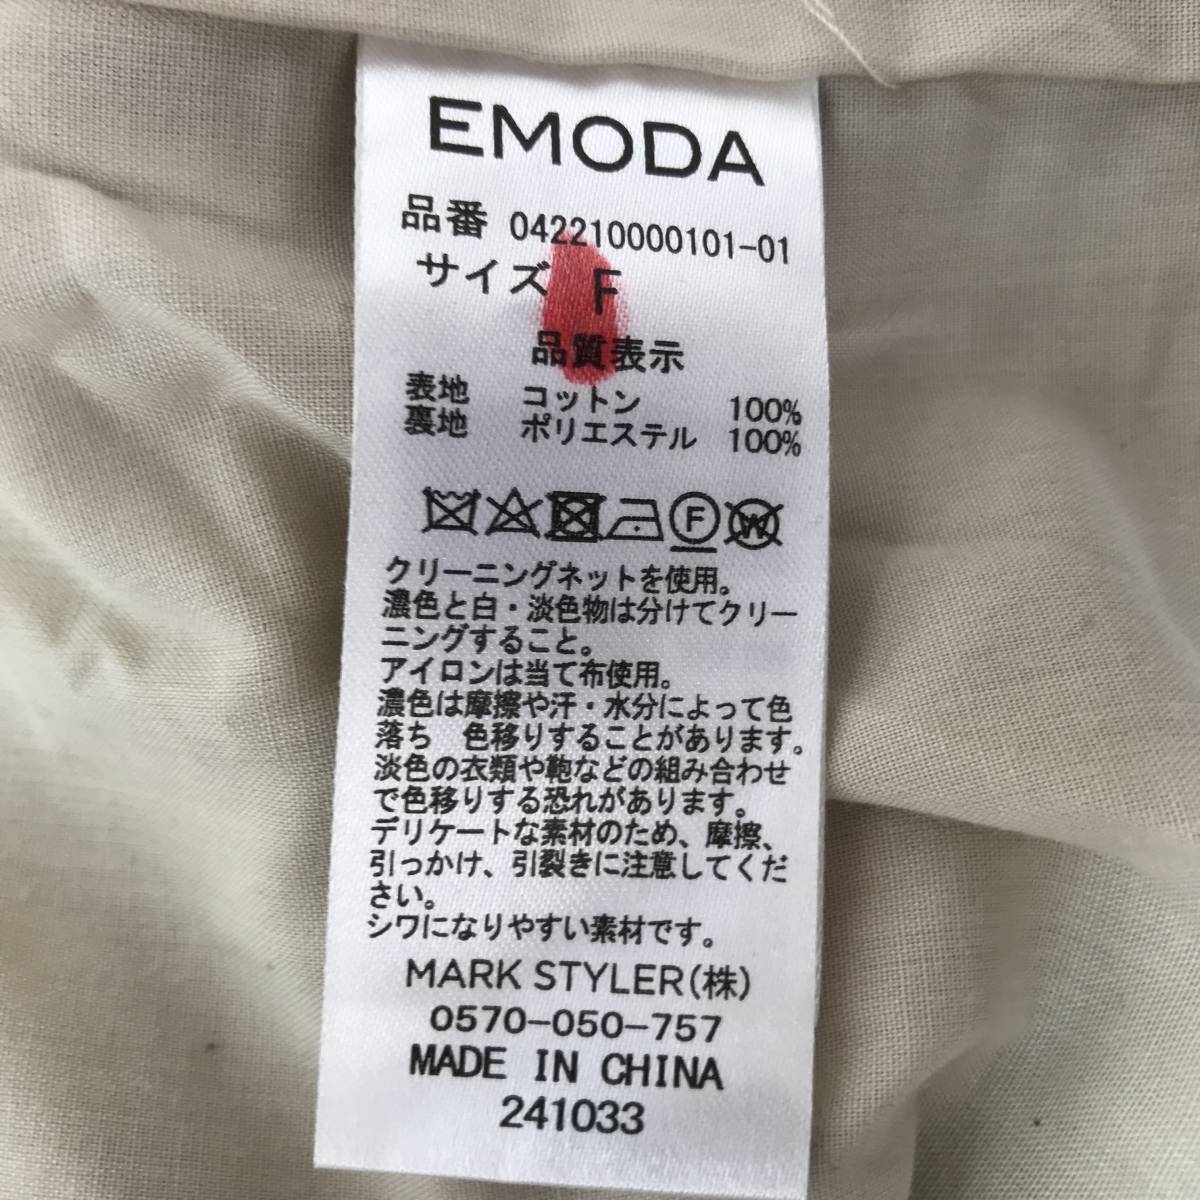 EMODA
品番 042210000101-01
サイズ F
品質表示
表地 コットン 100%
裏地 ポリエステル 100%
F W
クリーニングネットを使用。
濃色と白・淡色物は分けてクリー
ニングすること。
アイロンは当て布使用。
濃色は摩擦や汗・水分によって色
落ち 色移りすることがあります。
淡色の衣類や鞄などの組み合わせ
で色移りする恐れがあります。
デリケートな素材のため、摩擦、
引っかけ、引裂きに注意してくだ
さい。
シワになりやすい素材です。
MARK STYLER(株)
0570-050-757
MADE IN CHINA
241033